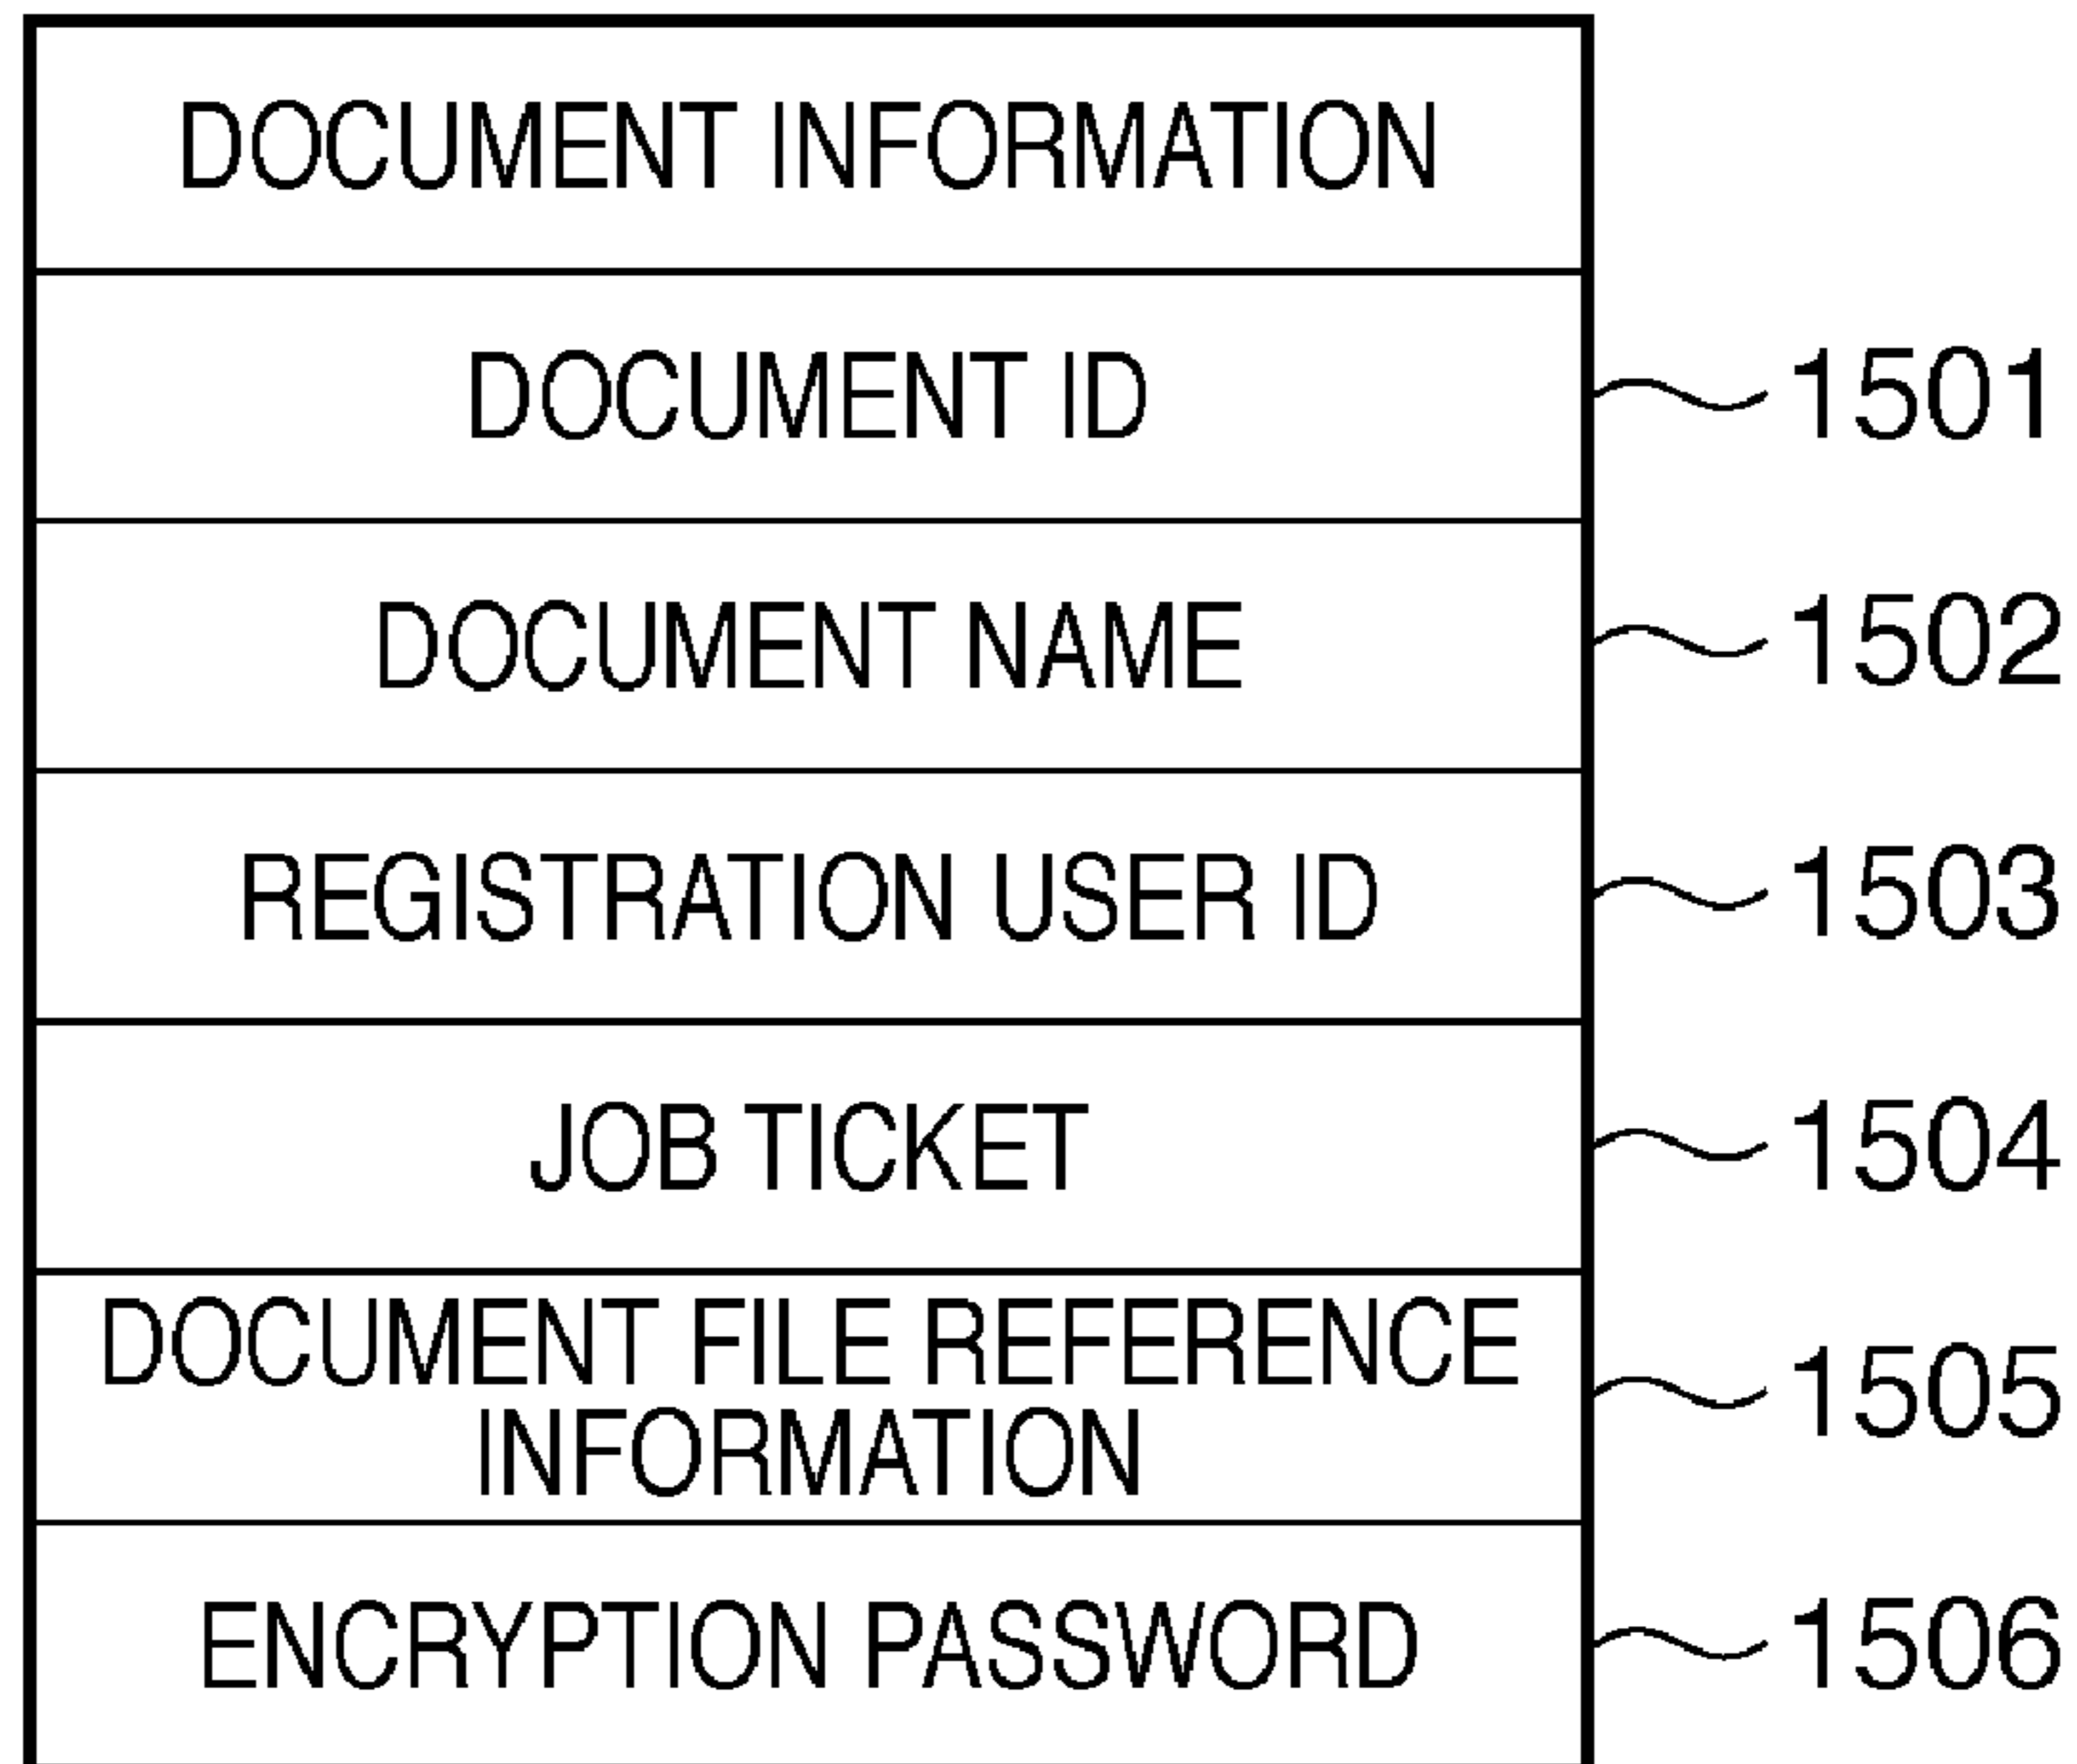 DOCUMENT INFORMATION
DOCUMENT ID 1501
DOCUMENT NAME 1502
REGISTRATION USER ID 1503
JOB TICKET 1504
DOCUMENT FILE REFERENCE
INFORMATION 1505
ENCRYPTION PASSWORD 1506